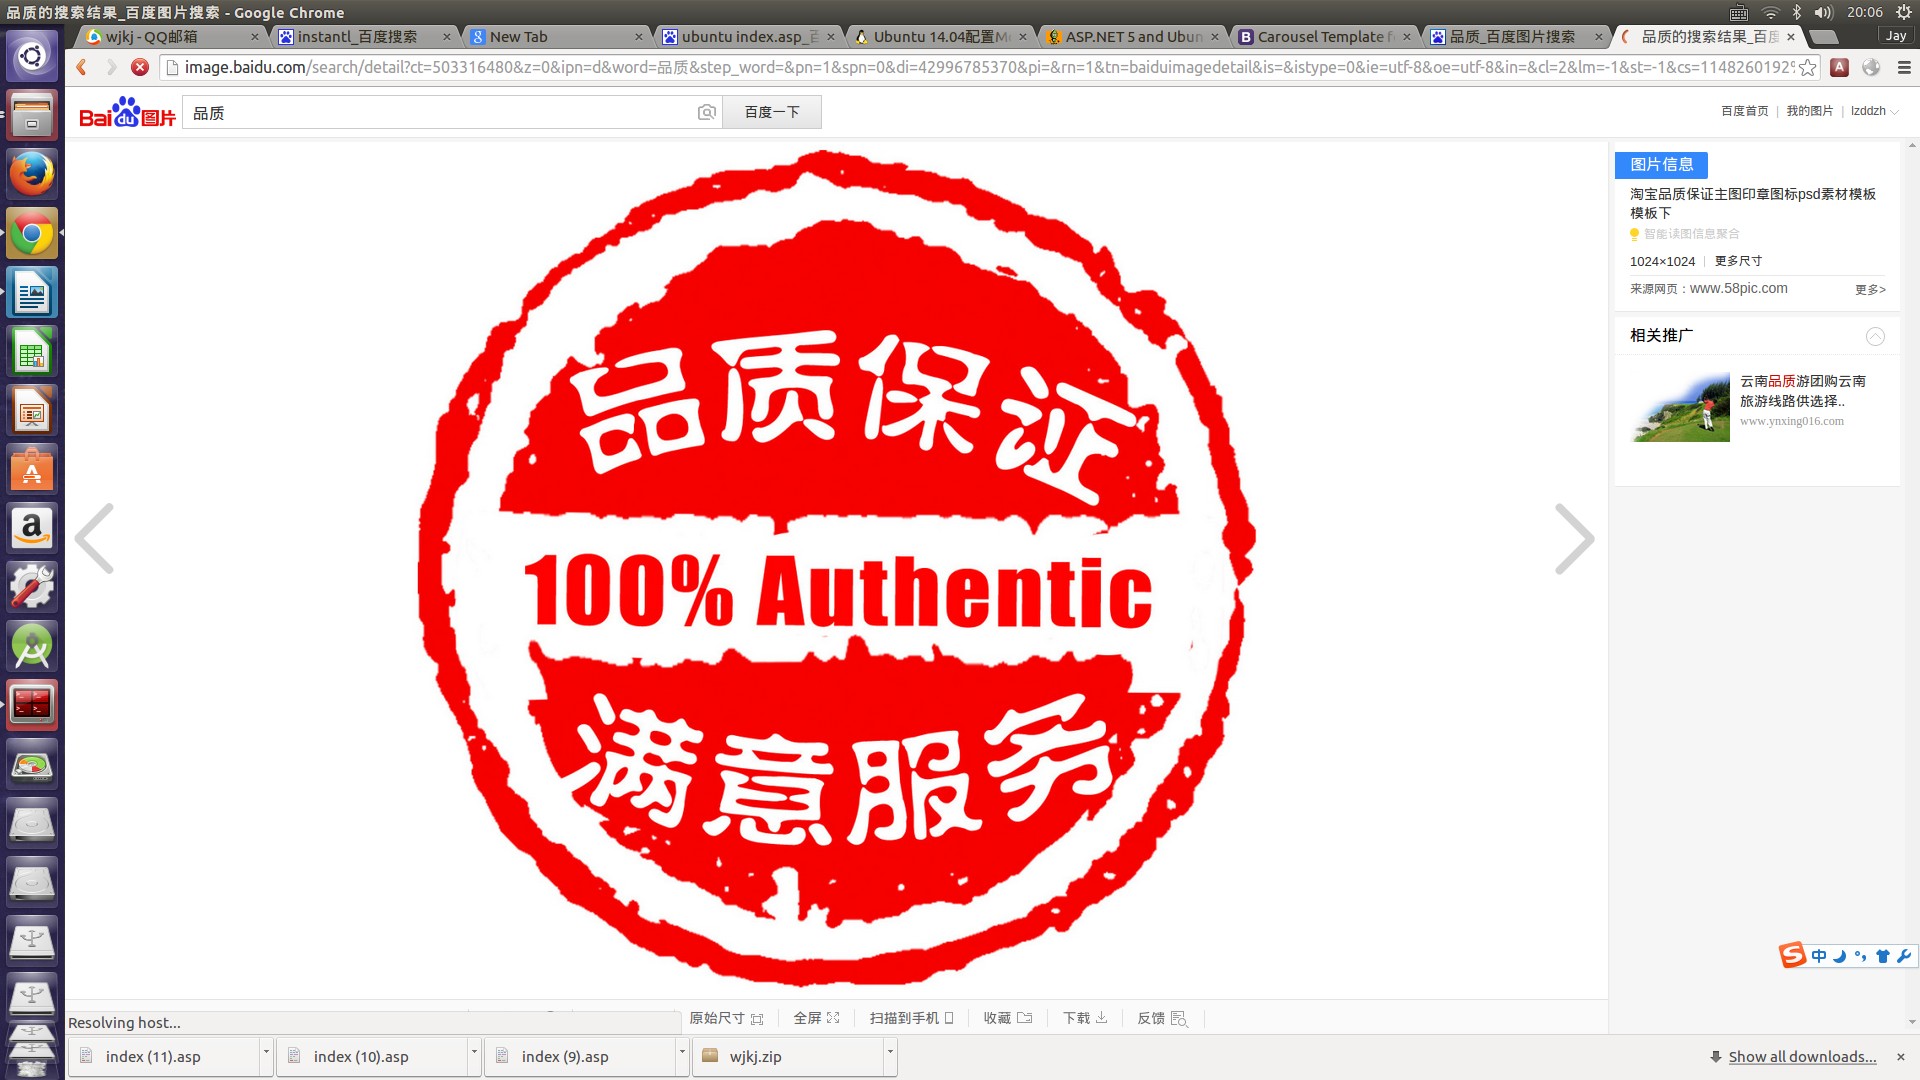 品质的搜索结果_百度图片搜索 - Google Chrome
20:06
wjkj - QQ邮箱
instantl_百度搜索
New Tab
ubuntu index.asp_百
Ubuntu 14.04配置M
ASP.NET 5 and Ubun
Carousel Template f
品质_百度图片搜索
品质的搜索结果_百度
Jay
image.baidu.com/search/detail?ct=503316480&z=0&ipn=d&word=品质&step_word=&pn=1&spn=0&di=42996785370&pi=&rn=1&tn=baiduimagedetail&is=&istype=0&ie=utf-8&oe=utf-8&in=&cl=2&lm=-1&st=-1&cs=1148260192
Bai du 图片
品质
百度一下
百度首页 | 我的图片 | lzddzh
品质保证
100% Authentic
满意服务
图片信息
淘宝品质保证主图印章图标psd素材模板
模板下
智能读图信息聚合
1024×1024 | 更多尺寸
来源网页：www.58pic.com
更多>
相关推广
云南品质游团购云南
旅游线路供选择..
www.ynxing016.com
中
Resolving host...
原始尺寸
全屏
扫描到手机
收藏
下载
反馈
index (11).asp
index (10).asp
index (9).asp
wjkj.zip
Show all downloads...